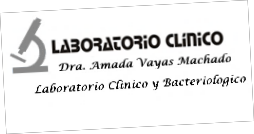 LABORATORIO CLINICO
Dra. Amada Vayas Machado
Laboratorio Clinico y Bacteriologico